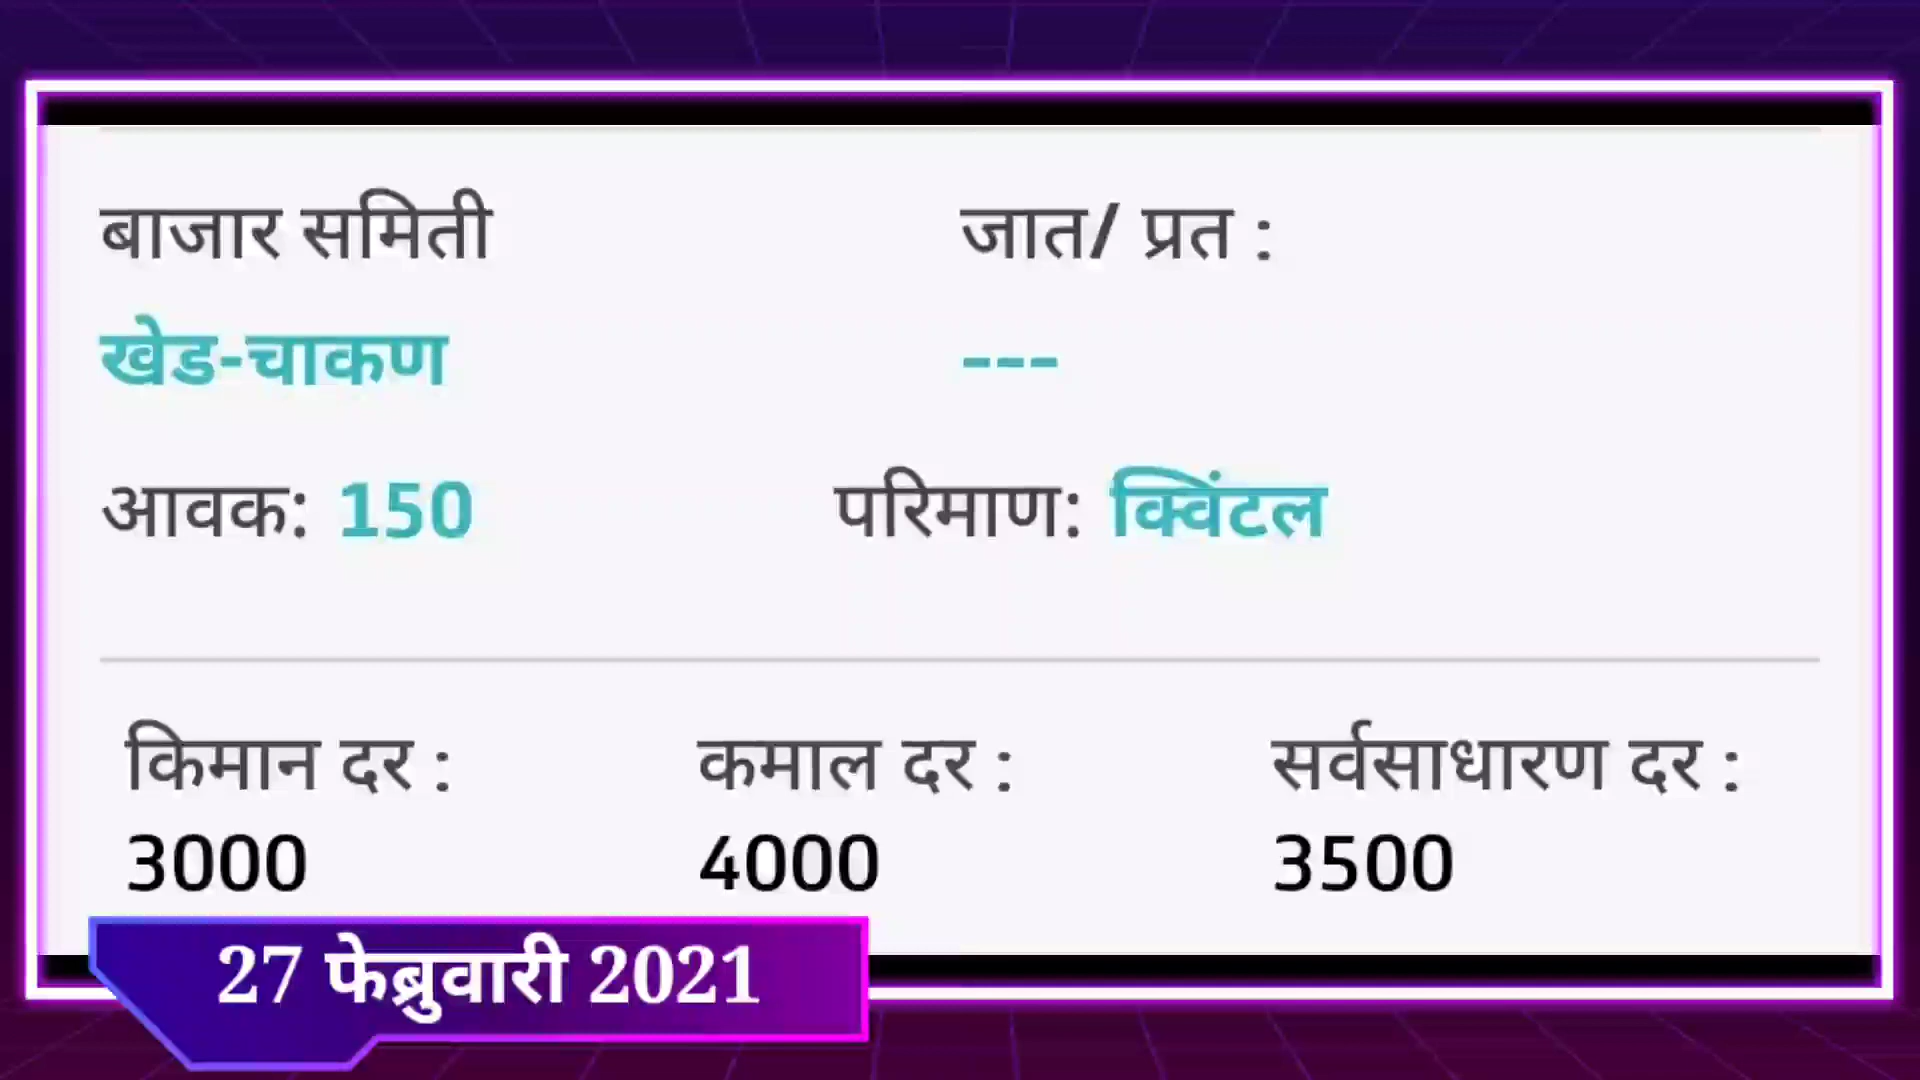 बाजार समिती
जात/ प्रत :
खेड-चाकण
---
आवक: 150
परिमाण: क्विंटल
किमान दर :
कमाल दर :
सर्वसाधारण दर :
3000
4000
3500
27 फेब्रुवारी 2021